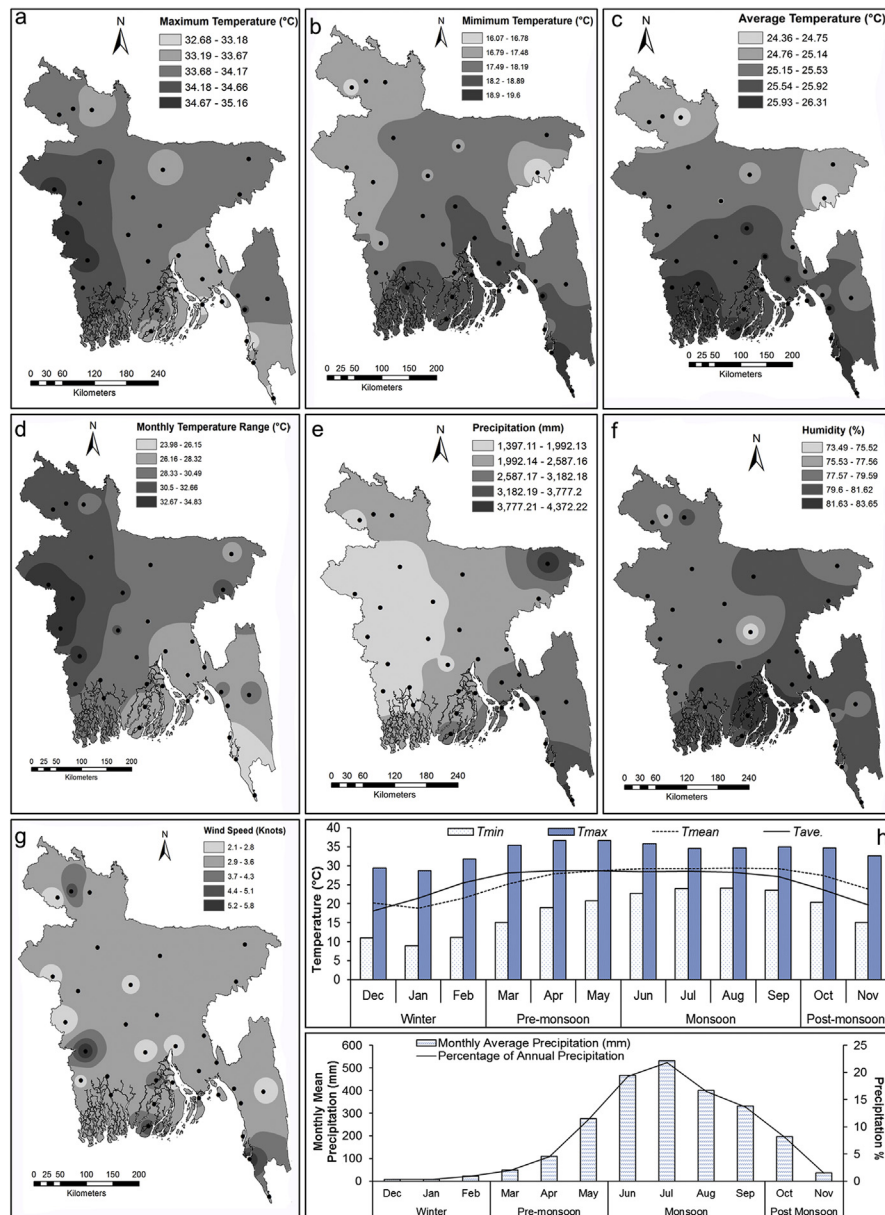 a
N
Maximum Temperature (°C)
32.68 - 33.18
33.19 - 33.67
33.68 - 34.17
34.18 - 34.66
34.67 - 35.16
0 30 60 120 180 240
Kilometers
b
N
Mimimum Temperature (°C)
16.07 - 16.78
16.79 - 17.48
17.49 - 18.19
18.2 - 18.89
18.9 - 19.6
0 25 50 100 150 200
Kilometers
c
N
Average Temperature (°C)
24.36 - 24.75
24.76 - 25.14
25.15 - 25.53
25.54 - 25.92
25.93 - 26.31
0 25 50 100 150 200
Kilometers
d
N
Monthly Temperature Range (°C)
23.98 - 26.15
26.16 - 28.32
28.33 - 30.49
30.5 - 32.66
32.67 - 34.83
0 25 50 100 150 200
Kilometers
e
N
Precipitation (mm)
1,397.11 - 1,992.13
1,992.14 - 2,587.16
2,587.17 - 3,182.18
3,182.19 - 3,777.2
3,777.21 - 4,372.22
0 30 60 120 180 240
Kilometers
f
N
Humidity (%)
73.49 - 75.52
75.53 - 77.56
77.57 - 79.59
79.6 - 81.62
81.63 - 83.65
0 30 60 120 180 240
Kilometers
g
N
Wind Speed (Knots)
2.1 - 2.8
2.9 - 3.6
3.7 - 4.3
4.4 - 5.1
5.2 - 5.8
0 25 50 100 150 200
Kilometers
h
Tmin Tmax Tmean Tave.
Temperature (°C)
40
35
30
25
20
15
10
5
0
Dec Jan Feb Mar Apr May Jun Jul Aug Sep Oct Nov
Winter Pre-monsoon Monsoon Post-monsoon
Monthly Average Precipitation (mm)
Percentage of Annual Precipitation
Monthly Mean
Precipitation (mm)
600
500
400
300
200
100
0
25
20
15
10
5
0
Precipitation %
Dec Jan Feb Mar Apr May Jun Jul Aug Sep Oct Nov
Winter Pre-monsoon Monsoon Post Monsoon